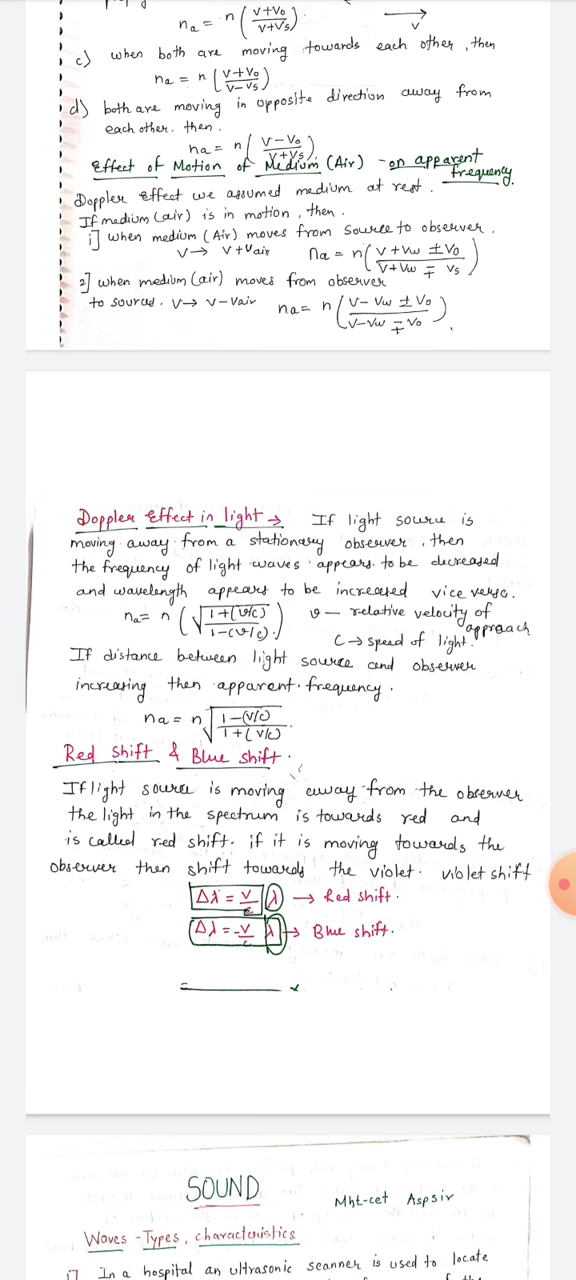 na = n (V+Vo / V+Vs)
V
c) when both are moving towards each other, then
na = n (V+Vo / V-Vs)
d) both are moving in opposite direction away from
each other. then.
na = n (V-Vo / V+Vs)
Effect of Motion of Medium (Air) - on apparent frequency.
Doppler Effect we assumed medium at rest.
If medium (air) is in motion, then.
1] when medium (Air) moves from source to observer.
V→ V+Vair na = n (V+Vw ±Vo / V+Vw ∓ Vs)
2] when medium (air) moves from observer
to sourcs. V→ V-Vair na= n (V- Vw ± Vo / V-Vw ∓ Vo).
Doppler Effect in light → If light sourse is
moving away from a stationary observer, then
the frequency of light waves appears to be decreased
and wavelength appears to be increased vice versa.
na= n (√1+(v/c) / 1-(v/c).) v — relative velocity of approach
C→ speed of light.
If distance between light source and observer
increasing then apparent frequency.
na = n √1-(v/c) / 1+(v/c).
Red shift & Blue shift.
If light sourse is moving away from the observer
the light in the spectrum is towards red and
is called red shift. if it is moving towards the
observer then shift towards the violet. violet shift
Δλ = V/c λ → Red shift.
Δλ = -V/c λ → Blue shift.
SOUND
Mht-cet Aspsir
Waves - Types, characteristics
1] In a hospital an ultrasonic scanner is used to locate